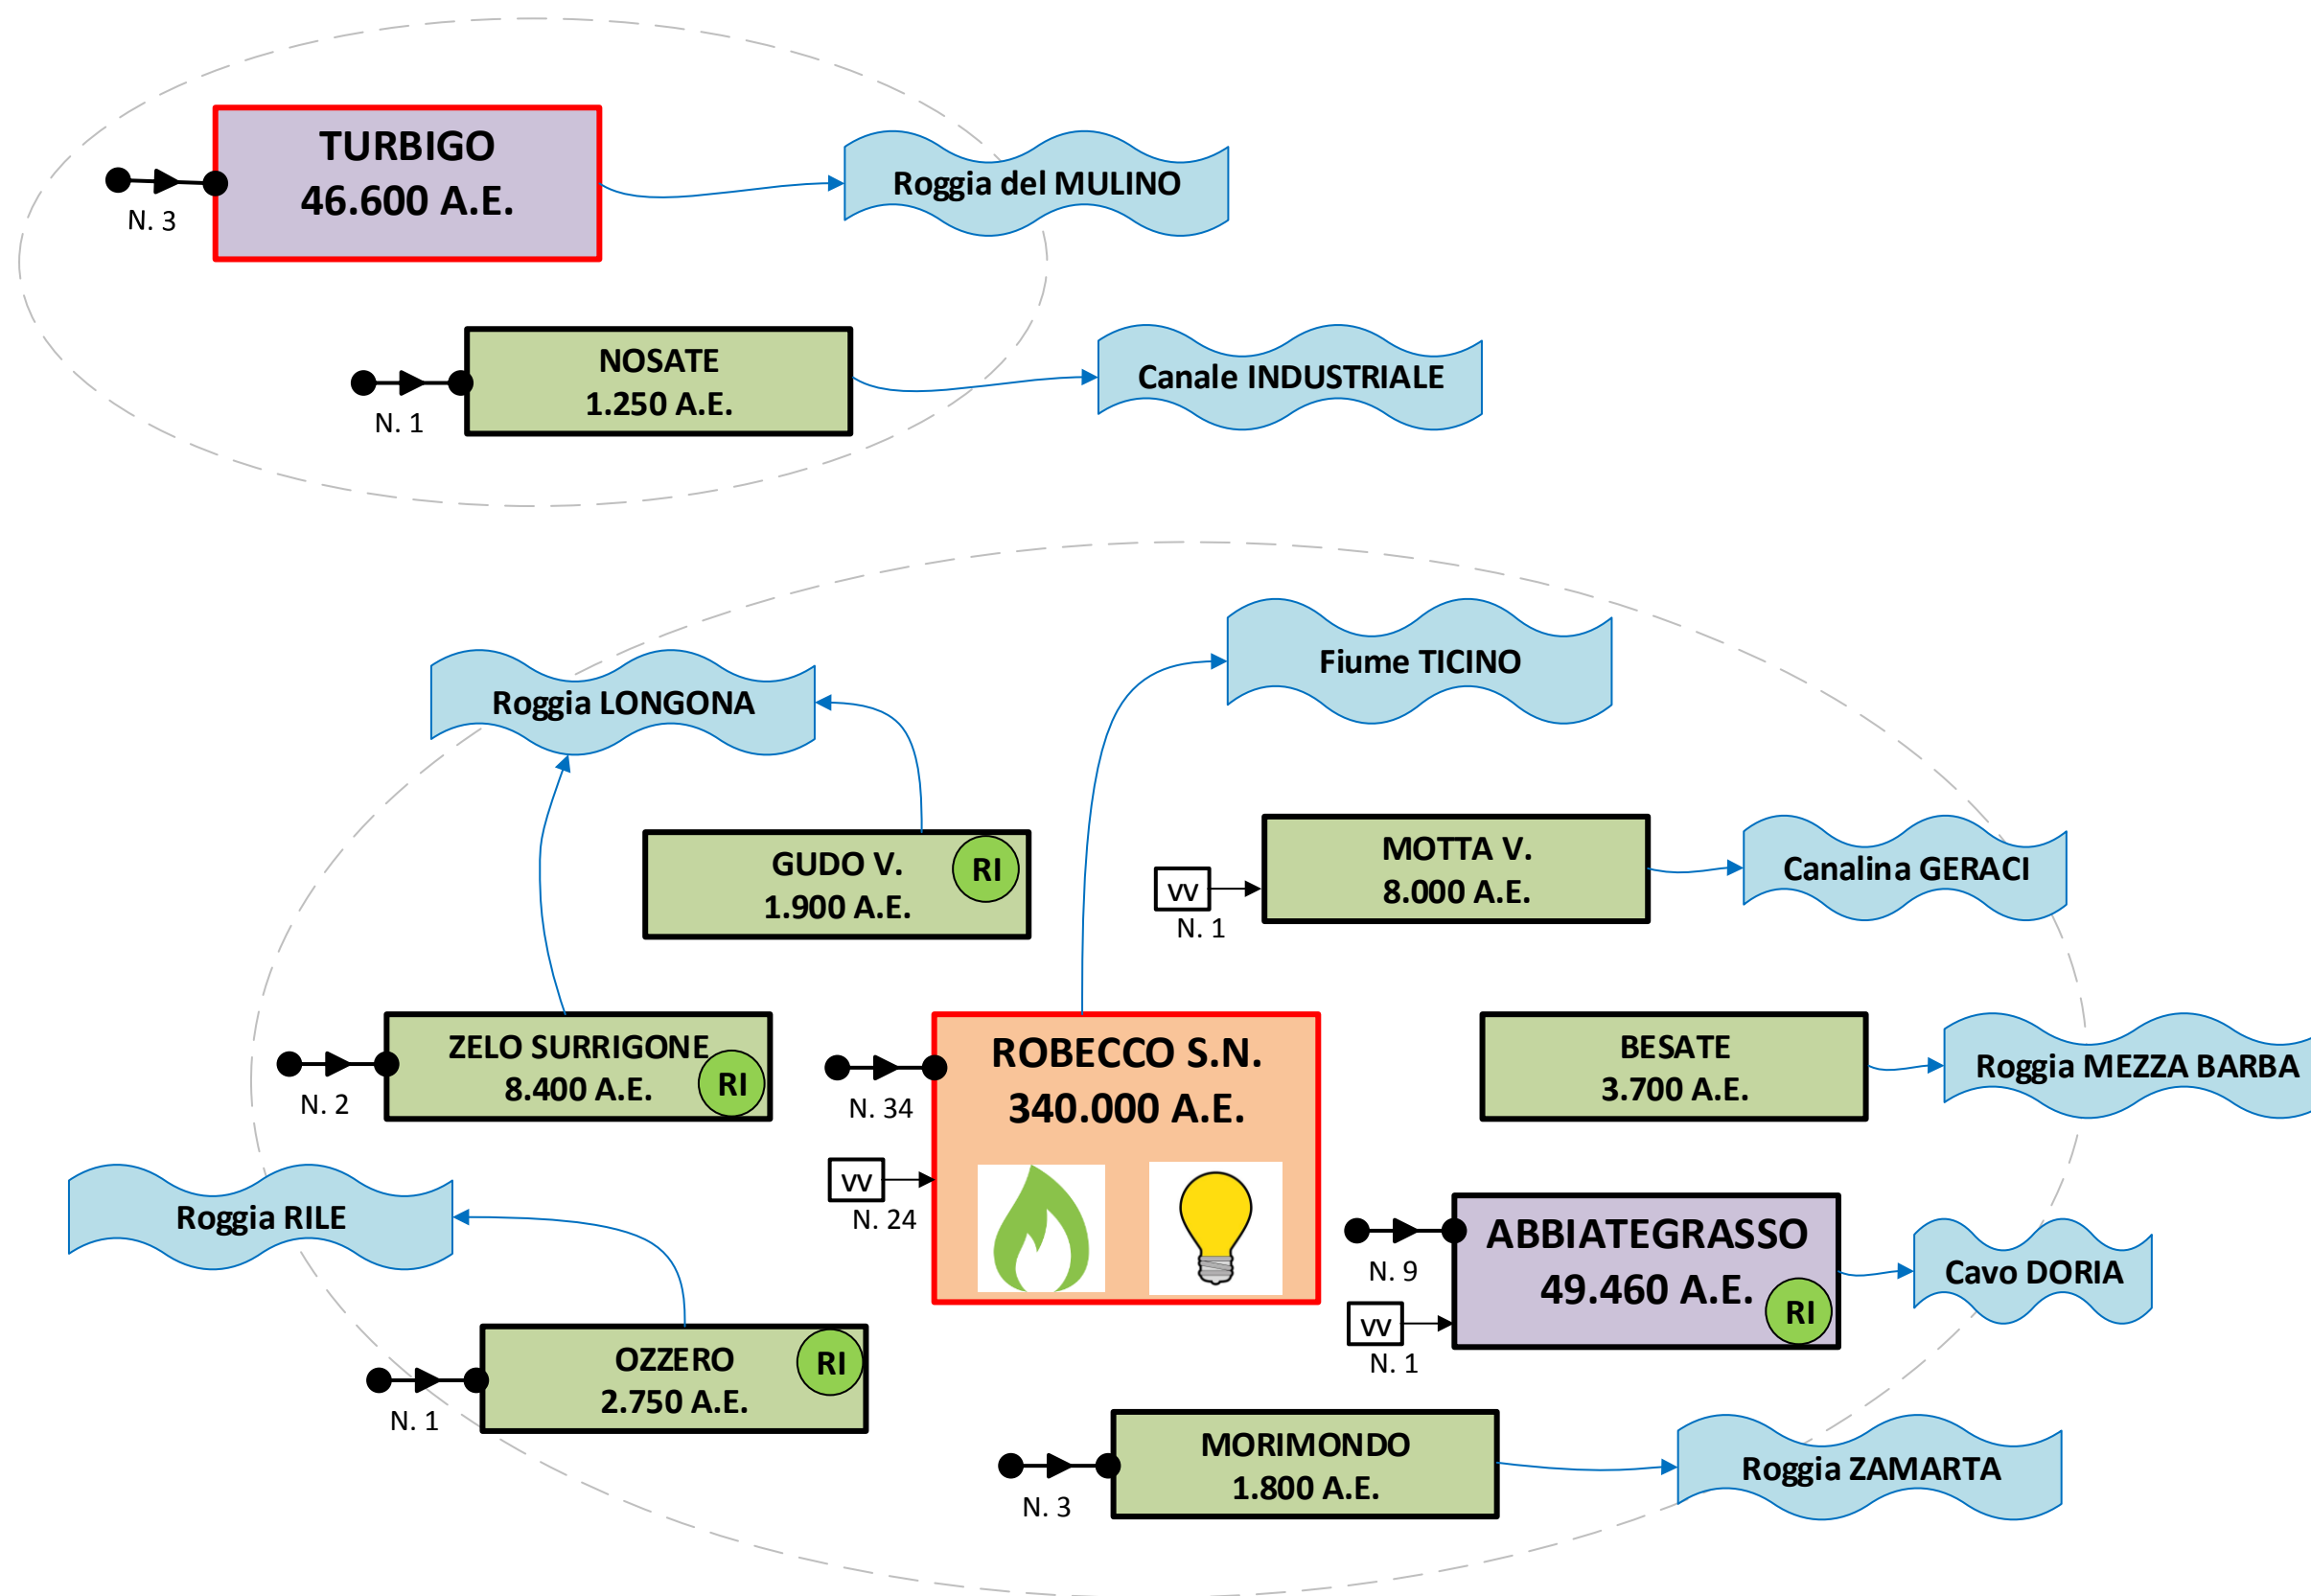 TURBIGO
46.600 A.E.
N. 3
Roggia del MULINO
NOSATE
1.250 A.E.
N. 1
Canale INDUSTRIALE
Fiume TICINO
Roggia LONGONA
GUDO V.
1.900 A.E.
RI
MOTTA V.
8.000 A.E.
VV
N. 1
Canalina GERACI
ZELO SURRIGONE
8.400 A.E.
RI
N. 2
ROBECCO S.N.
340.000 A.E.
N. 34
VV
N. 24
BESATE
3.700 A.E.
Roggia MEZZA BARBA
Roggia RILE
ABBIATEGRASSO
49.460 A.E.
RI
N. 9
VV
N. 1
Cavo DORIA
OZZERO
2.750 A.E.
RI
N. 1
MORIMONDO
1.800 A.E.
N. 3
Roggia ZAMARTA